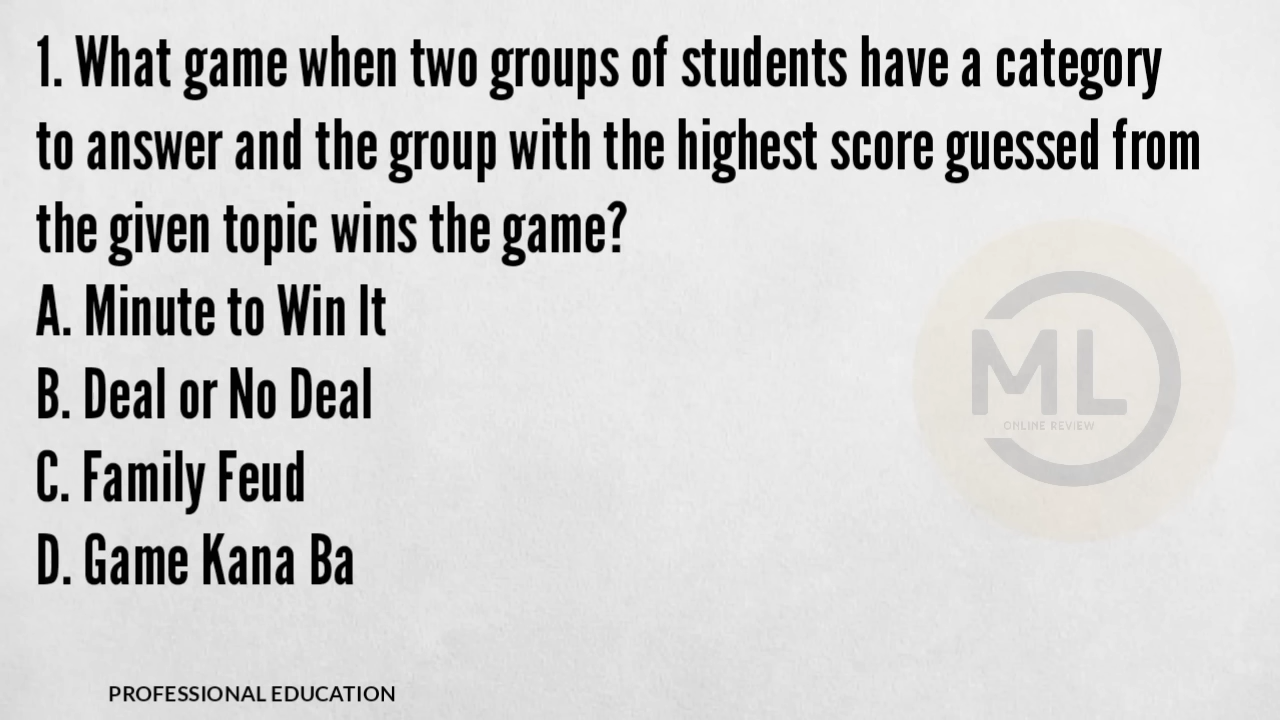 1. What game when two groups of students have a category
to answer and the group with the highest score guessed from
the given topic wins the game?
A. Minute to Win It
B. Deal or No Deal
C. Family Feud
D. Game Kana Ba
ML
ONLINE REVIEW
PROFESSIONAL EDUCATION